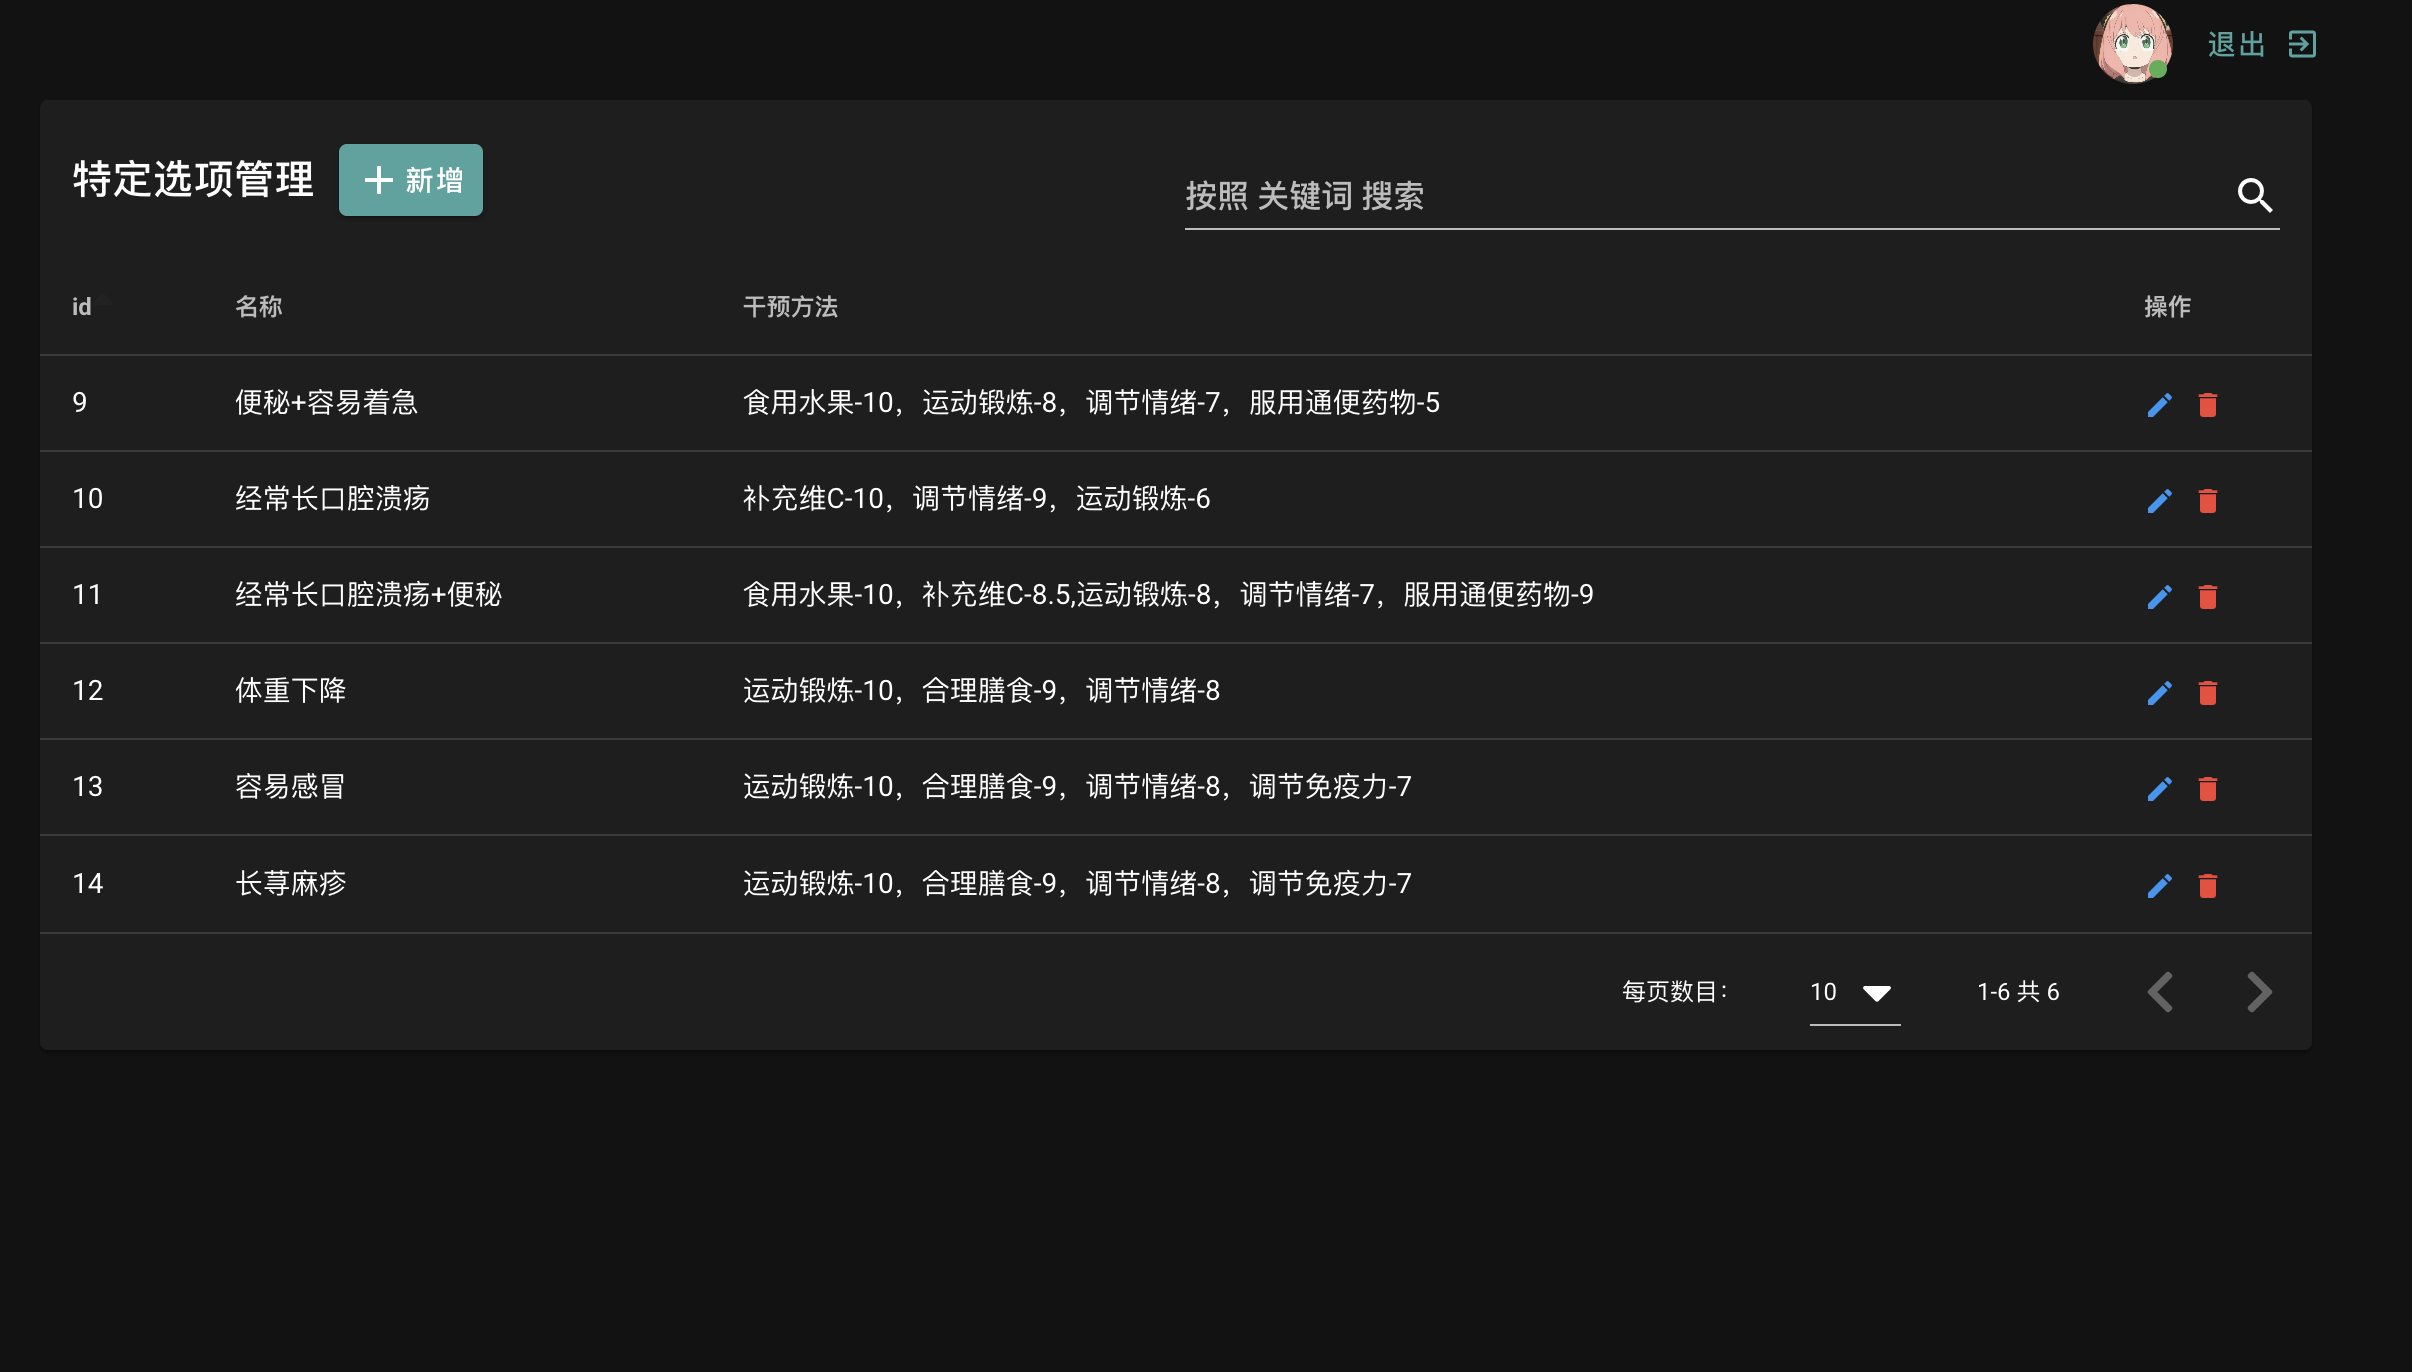 退出
特定选项管理
新增
按照 关键词 搜索
id 名称 干预方法 操作
9 便秘+容易着急 食用水果-10，运动锻炼-8，调节情绪-7，服用通便药物-5
10 经常长口腔溃疡 补充维C-10，调节情绪-9，运动锻炼-6
11 经常长口腔溃疡+便秘 食用水果-10，补充维C-8.5,运动锻炼-8，调节情绪-7，服用通便药物-9
12 体重下降 运动锻炼-10，合理膳食-9，调节情绪-8
13 容易感冒 运动锻炼-10，合理膳食-9，调节情绪-8，调节免疫力-7
14 长荨麻疹 运动锻炼-10，合理膳食-9，调节情绪-8，调节免疫力-7
每页数目： 10 1-6 共 6